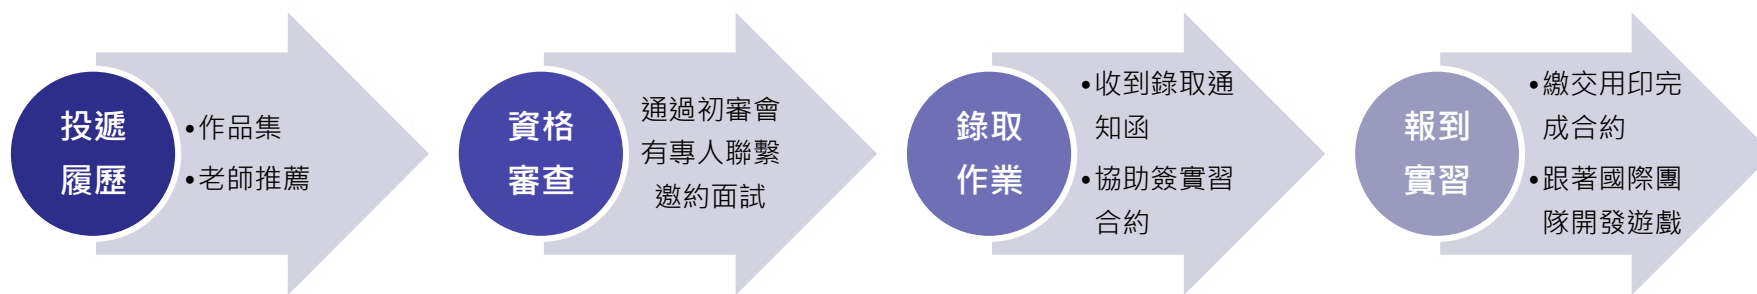 投遞
履歷
•作品集
•老師推薦
資格
審查
通過初審會
有專人聯繫
邀約面試
錄取
作業
•收到錄取通
知函
•協助簽實習
合約
報到
實習
•繳交用印完
成合約
•跟著國際團
隊開發遊戲